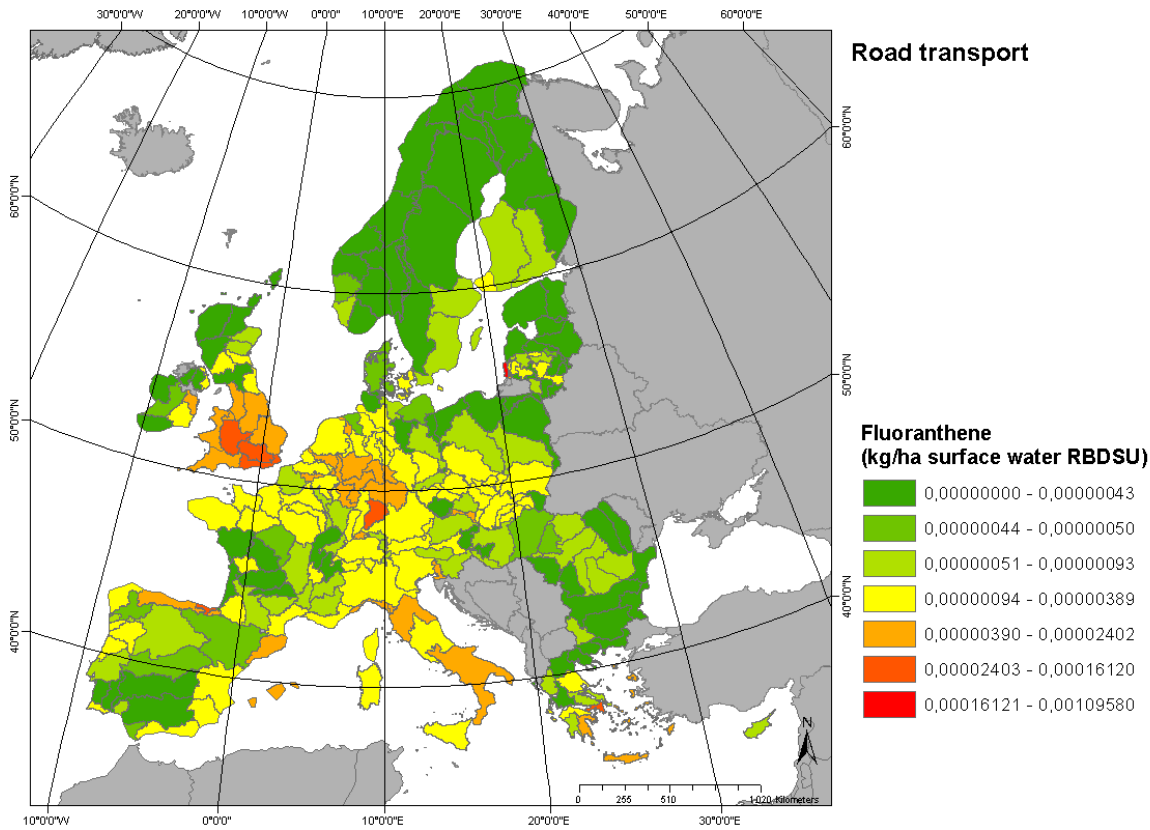 30°0'0"W 20°0'0"W 10°0'0"W 0°0'0" 10°0'0"E 20°0'0"E 30°0'0"E 40°0'0"E 50°0'0"E 60°0'0"E
Road transport
60°0'0"N
60°0'0"N
50°0'0"N
50°0'0"N
40°0'0"N
40°0'0"N
Fluoranthene
(kg/ha surface water RBDSU)
0,00000000 - 0,00000043
0,00000044 - 0,00000050
0,00000051 - 0,00000093
0,00000094 - 0,00000389
0,00000390 - 0,00002402
0,00002403 - 0,00016120
0,00016121 - 0,00109580
N
0 255 510 1.020 Kilometers
10°0'0"W 0°0'0" 10°0'0"E 20°0'0"E 30°0'0"E